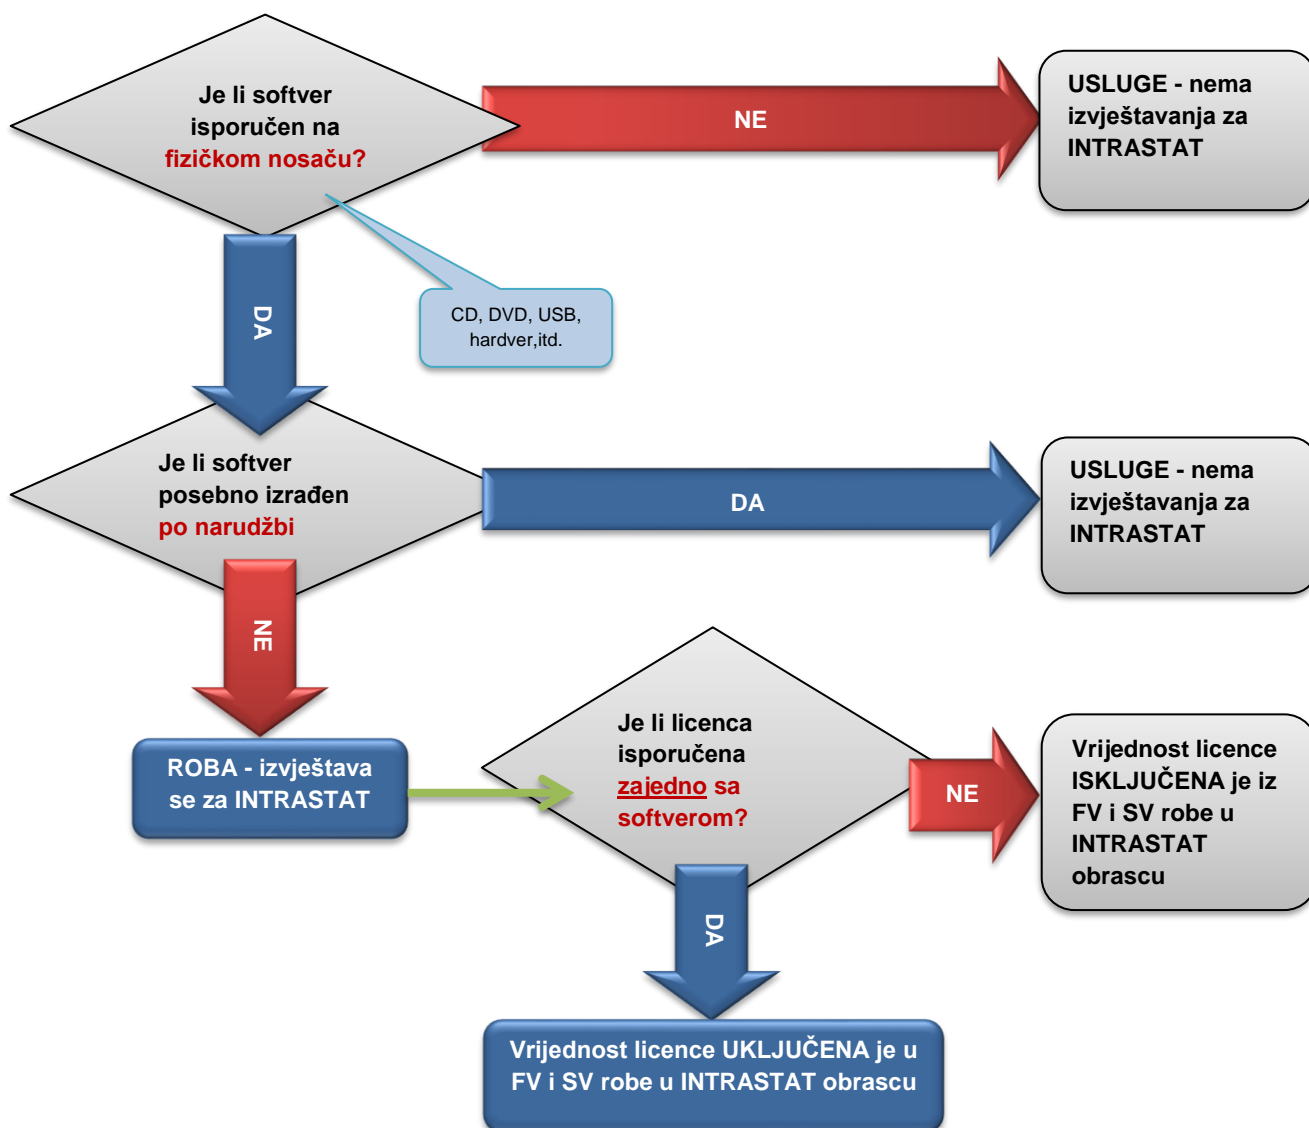 Je li softver
isporučen na
fizičkom nosaču?
NE
USLUGE - nema
izvještavanja za
INTRASTAT
DA
CD, DVD, USB,
hardver,itd.
Je li softver
posebno izrađen
po narudžbi
DA
USLUGE - nema
izvještavanja za
INTRASTAT
NE
ROBA - izvještava
se za INTRASTAT
Je li licenca
isporučena
zajedno sa
softverom?
NE
Vrijednost licence
ISKLJUČENA je iz
FV i SV robe u
INTRASTAT
obrascu
DA
Vrijednost licence UKLJUČENA je u
FV i SV robe u INTRASTAT obrascu